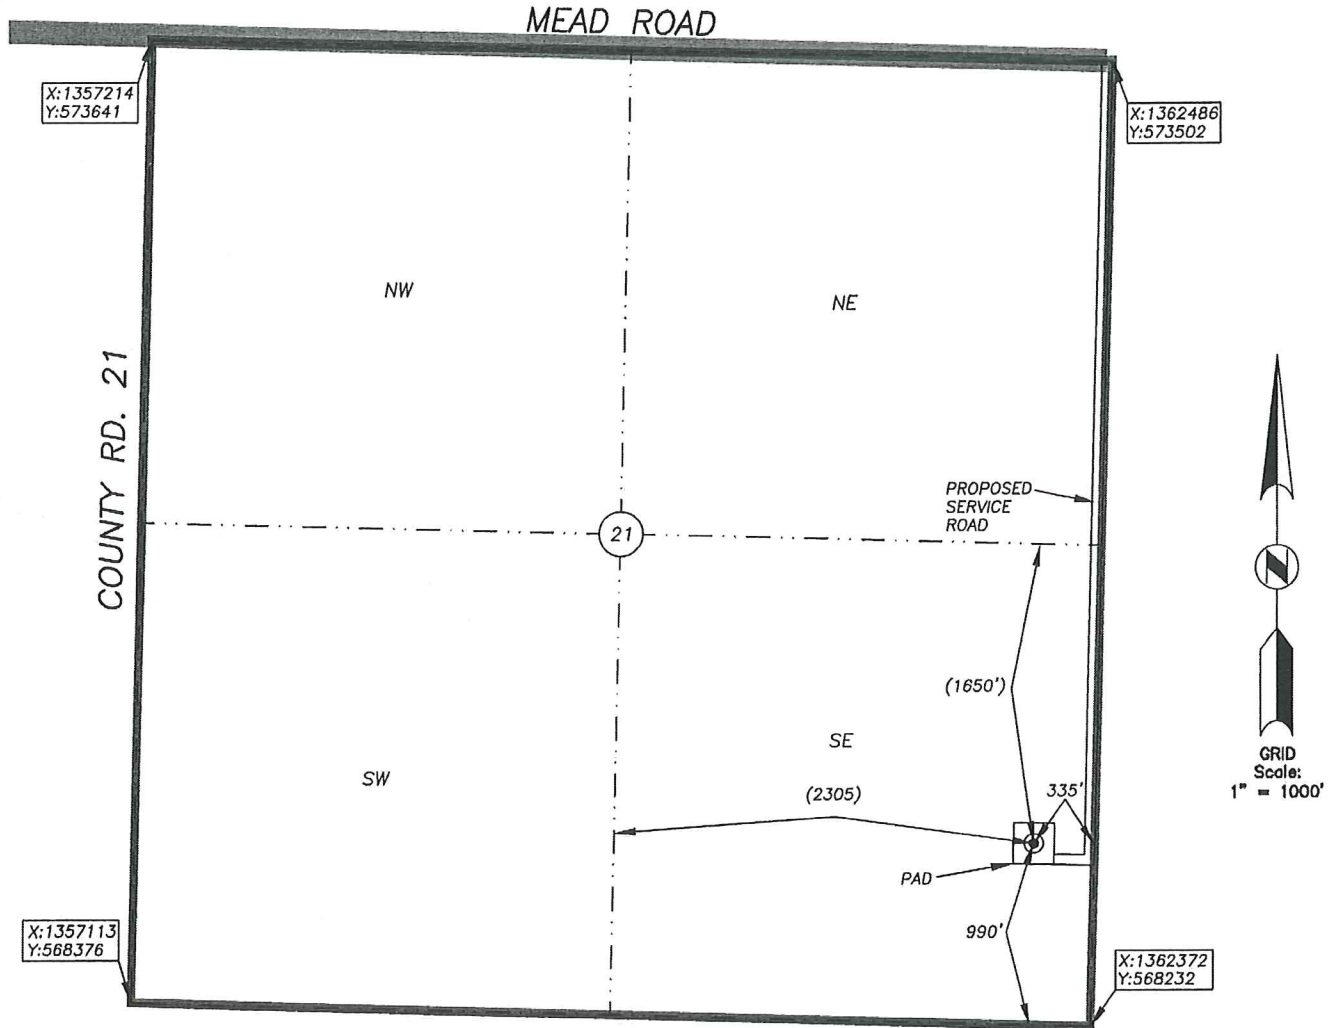 MEAD ROAD
X:1357214
Y:573641
X:1362486
Y:573502
NW
NE
COUNTY RD. 21
PROPOSED
SERVICE
ROAD
21
N
(1650')
SE
SW
(2305)
335'
GRID
Scale:
1" = 1000'
PAD
990'
X:1357113
Y:568376
X:1362372
Y:568232